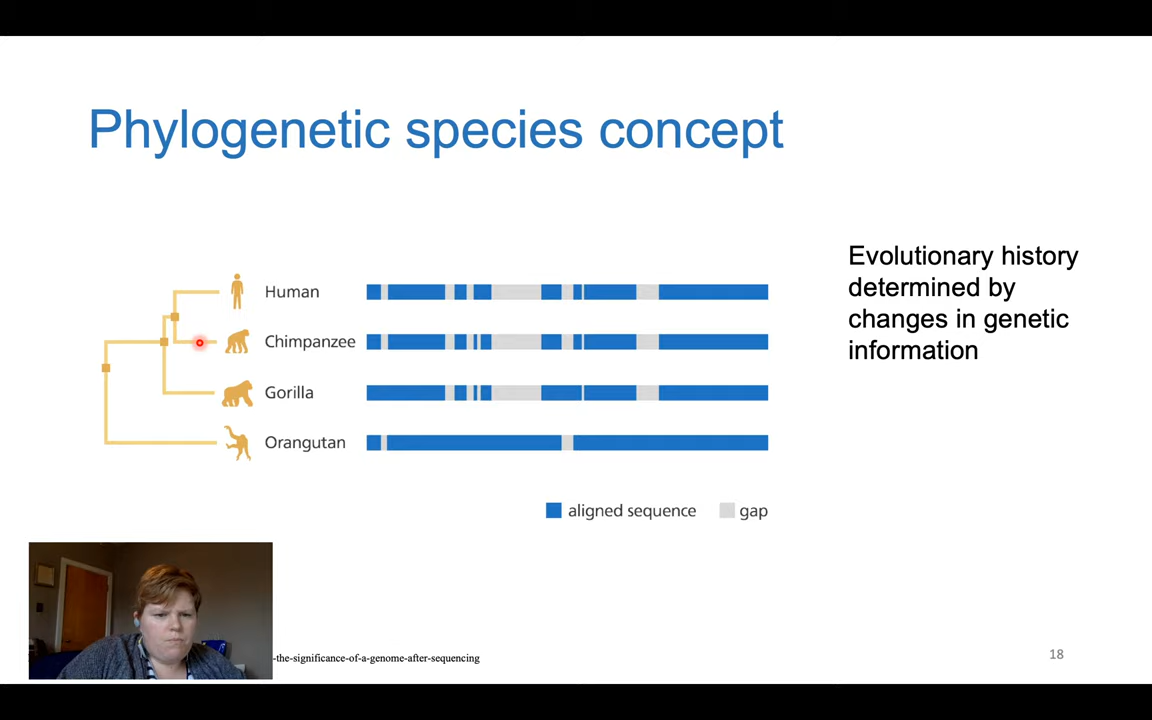 Phylogenetic species concept
Human
Chimpanzee
Gorilla
Orangutan
aligned sequence
gap
Evolutionary history
determined by
changes in genetic
information
-the-significance-of-a-genome-after-sequencing
18